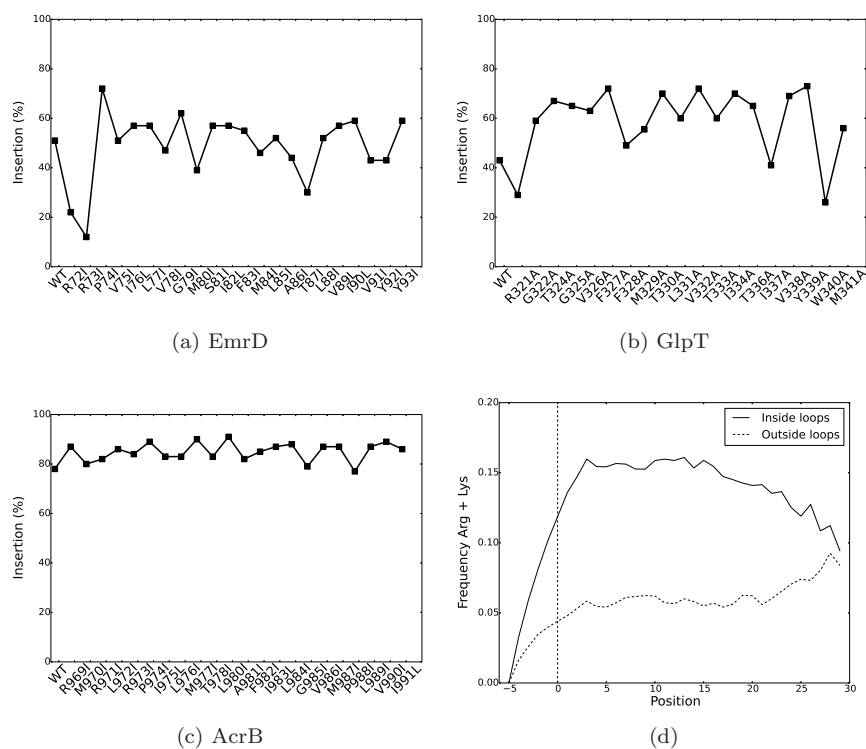 100
80
60
40
20
0
Insertion (%)
WT
R72I
R73I
P74I
V75I
I76L
L77I
V78I
G79I
M80I
S81I
I82L
F83I
M84I
L85I
A86I
T87I
L88I
V89L
I90L
V91I
Y92I
Y93I
(a) EmrD
100
80
60
40
20
0
Insertion (%)
WT
R321A
G322A
T324A
G325A
V326A
F327A
F328A
M329A
T330A
L331A
V332A
T333A
I334A
T336A
I337A
V338A
Y339A
W340A
M341A
(b) GlpT
100
80
60
40
20
0
Insertion (%)
WT
R969I
M970I
R971I
L972I
R973I
P974I
I975L
L976I
M977I
T978I
L980I
A981I
F982I
I983L
L984I
G985I
V986I
M987I
P988I
L989I
V990I
I991L
(c) AcrB
0.20
0.15
0.10
0.05
0.00
Frequency Arg + Lys
Inside loops
Outside loops
−5 0 5 10 15 20 25 30
Position
(d)